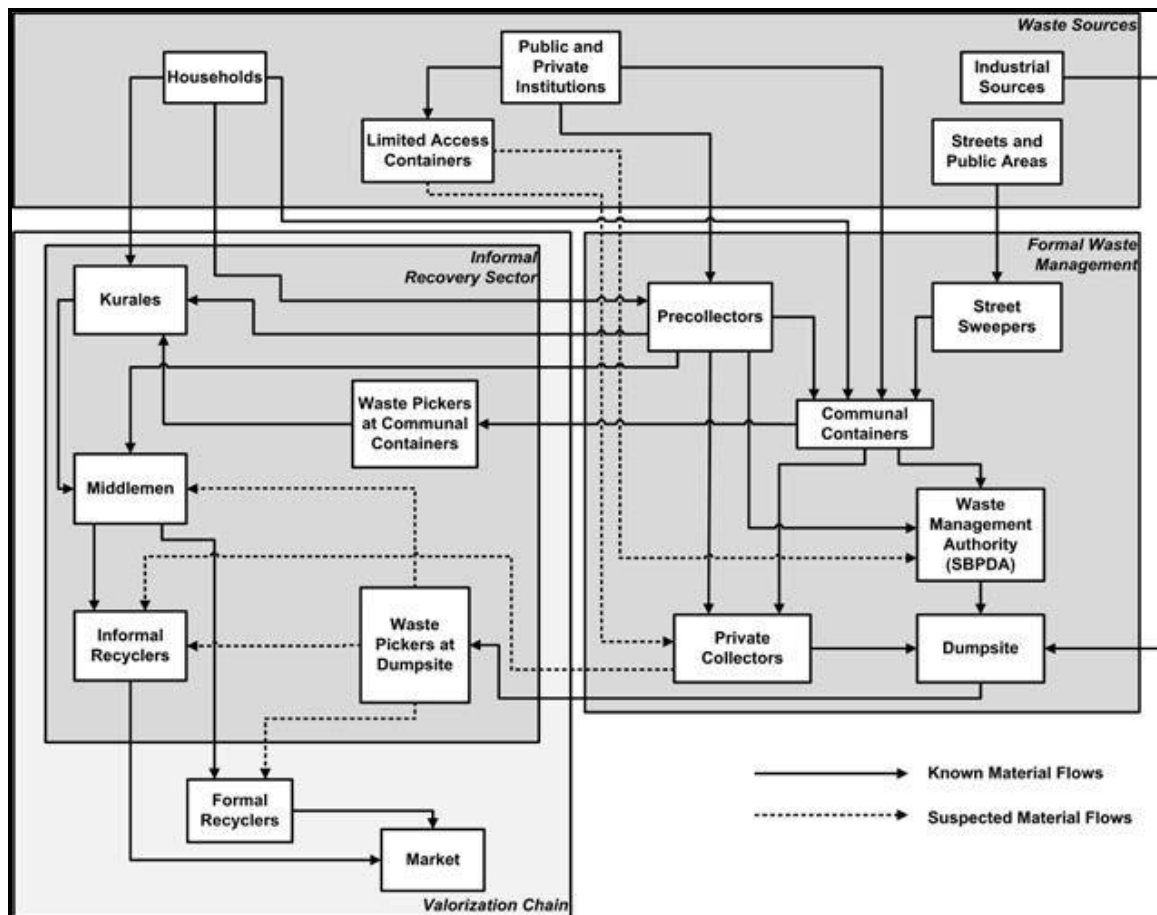 Waste Sources
Households
Public and
Private
Institutions
Industrial
Sources
Limited Access
Containers
Streets and
Public Areas
Informal
Recovery Sector
Formal Waste
Management
Kurales
Precollectors
Street
Sweepers
Waste Pickers
at Communal
Containers
Communal
Containers
Middlemen
Waste
Management
Authority
(SBPDA)
Informal
Recyclers
Waste
Pickers at
Dumpsite
Private
Collectors
Dumpsite
Formal
Recyclers
Market
Valorization Chain
Known Material Flows
Suspected Material Flows